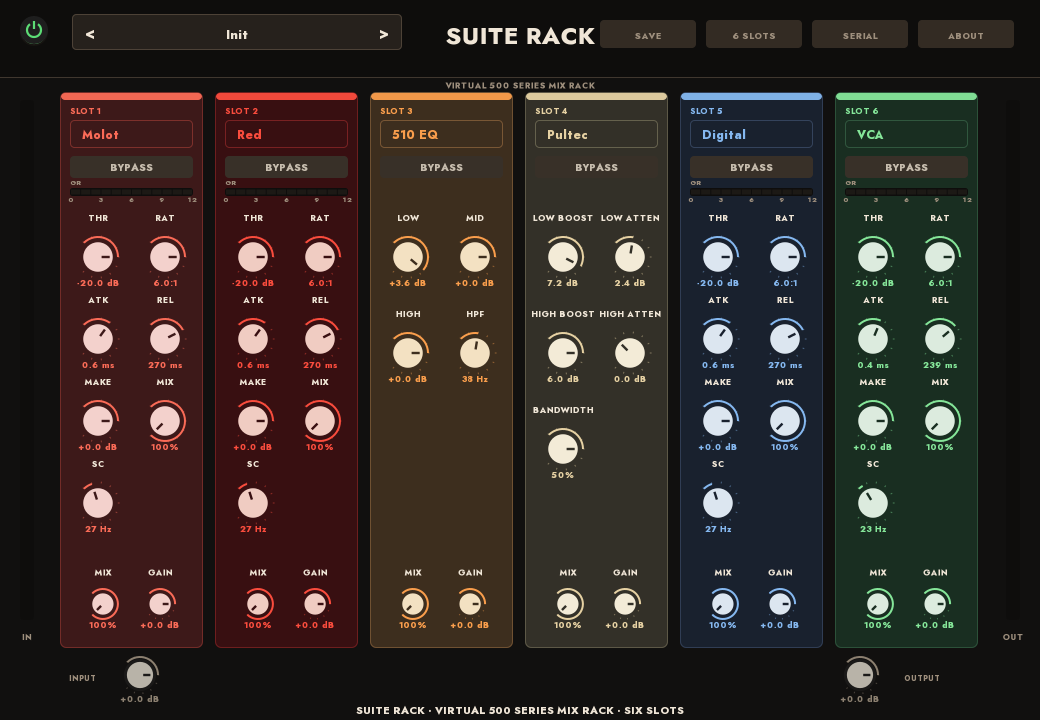 < Init >
SUITE RACK
SAVE
6 SLOTS
SERIAL
ABOUT
VIRTUAL 500 SERIES MIX RACK
SLOT 1
Molot
BYPASS
GR
0 3 6 9 12
THR RAT
-20.0 dB 6.0:1
ATK REL
0.6 ms 270 ms
MAKE MIX
+0.0 dB 100%
SC
27 Hz
MIX GAIN
100% +0.0 dB
SLOT 2
Red
BYPASS
GR
0 3 6 9 12
THR RAT
-20.0 dB 6.0:1
ATK REL
0.6 ms 270 ms
MAKE MIX
+0.0 dB 100%
SC
27 Hz
MIX GAIN
100% +0.0 dB
SLOT 3
510 EQ
BYPASS
LOW MID
+3.6 dB +0.0 dB
HIGH HPF
+0.0 dB 38 Hz
MIX GAIN
100% +0.0 dB
SLOT 4
Pultec
BYPASS
LOW BOOST LOW ATTEN
7.2 dB 2.4 dB
HIGH BOOST HIGH ATTEN
6.0 dB 0.0 dB
BANDWIDTH
50%
MIX GAIN
100% +0.0 dB
SLOT 5
Digital
BYPASS
GR
0 3 6 9 12
THR RAT
-20.0 dB 6.0:1
ATK REL
0.6 ms 270 ms
MAKE MIX
+0.0 dB 100%
SC
27 Hz
MIX GAIN
100% +0.0 dB
SLOT 6
VCA
BYPASS
GR
0 3 6 9 12
THR RAT
-20.0 dB 6.0:1
ATK REL
0.4 ms 239 ms
MAKE MIX
+0.0 dB 100%
SC
23 Hz
MIX GAIN
100% +0.0 dB
IN
OUT
INPUT
+0.0 dB
OUTPUT
+0.0 dB
SUITE RACK · VIRTUAL 500 SERIES MIX RACK · SIX SLOTS